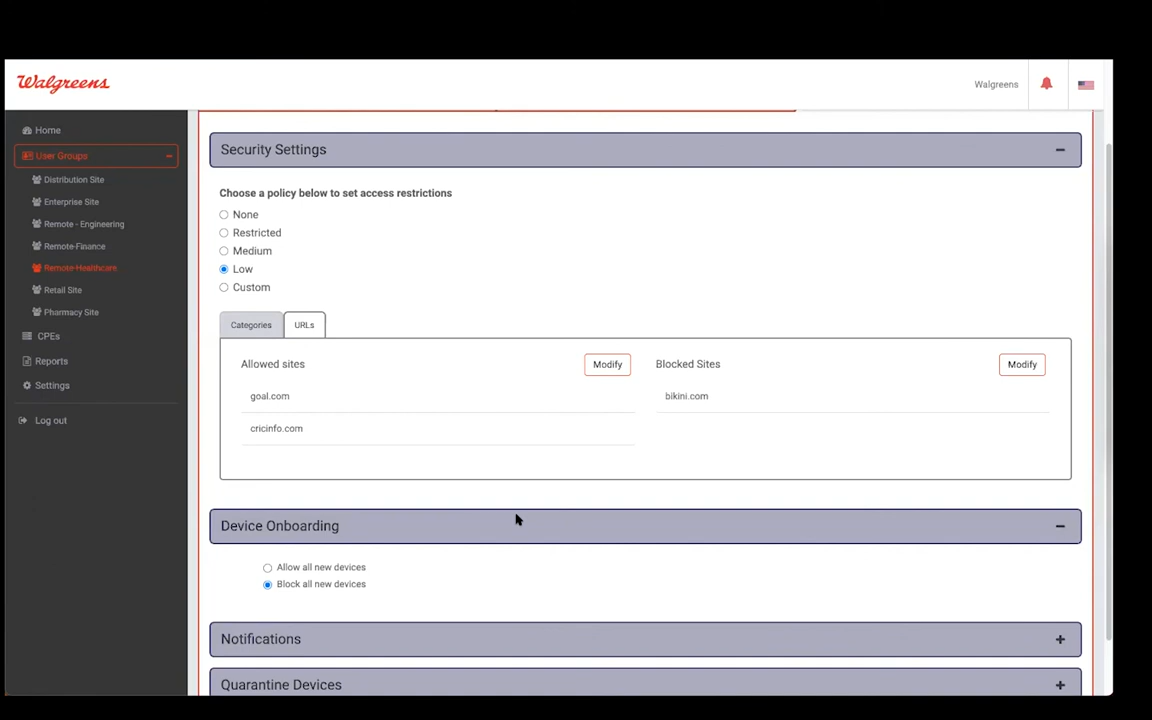 Walgreens
Walgreens
Home
User Groups
Distribution Site
Enterprise Site
Remote - Engineering
Remote-Finance
Remote-Healthcare
Retail Site
Pharmacy Site
CPEs
Reports
Settings
Log out
Security Settings
Choose a policy below to set access restrictions
None
Restricted
Medium
Low
Custom
Categories URLs
Allowed sites Modify Blocked Sites Modify
goal.com bikini.com
cricinfo.com
Device Onboarding
Allow all new devices
Block all new devices
Notifications
Quarantine Devices